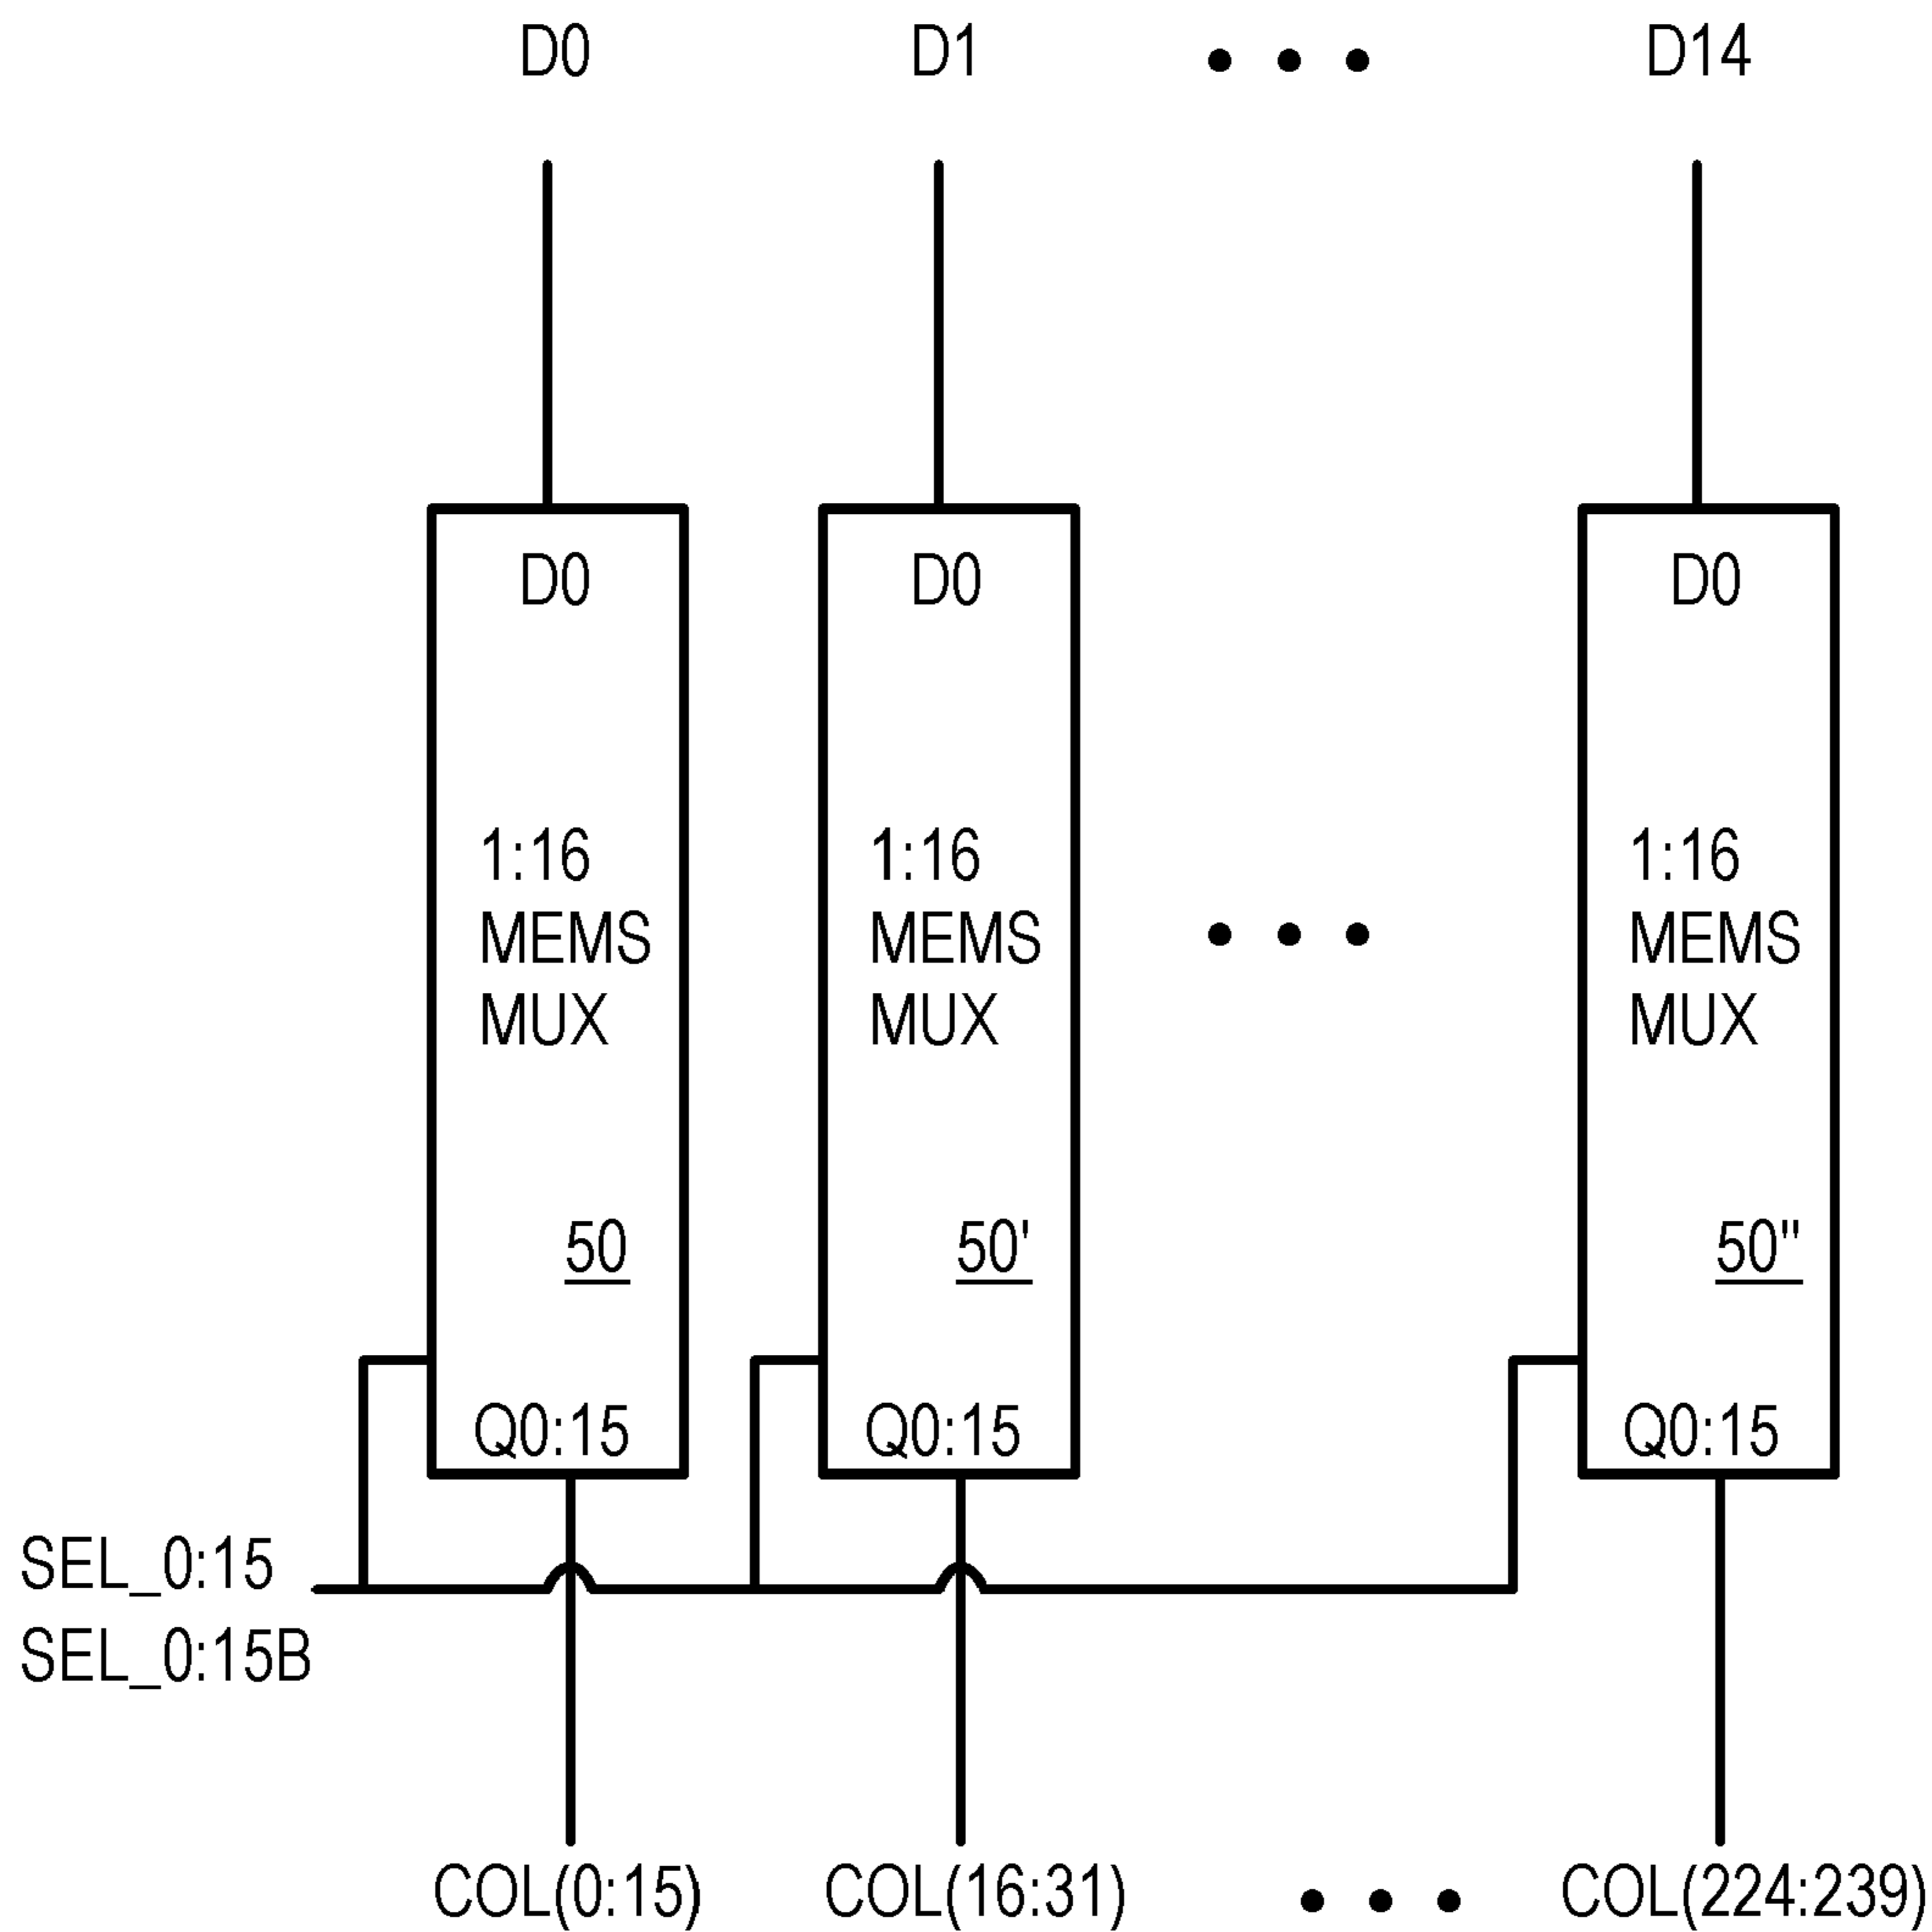 D0 D1 • • • D14
D0 D0 D0
1:16 1:16 1:16
MEMS MEMS • • • MEMS
MUX MUX MUX
50 50' 50"
Q0:15 Q0:15 Q0:15
SEL_0:15
SEL_0:15B
COL(0:15) COL(16:31) • • • COL(224:239)